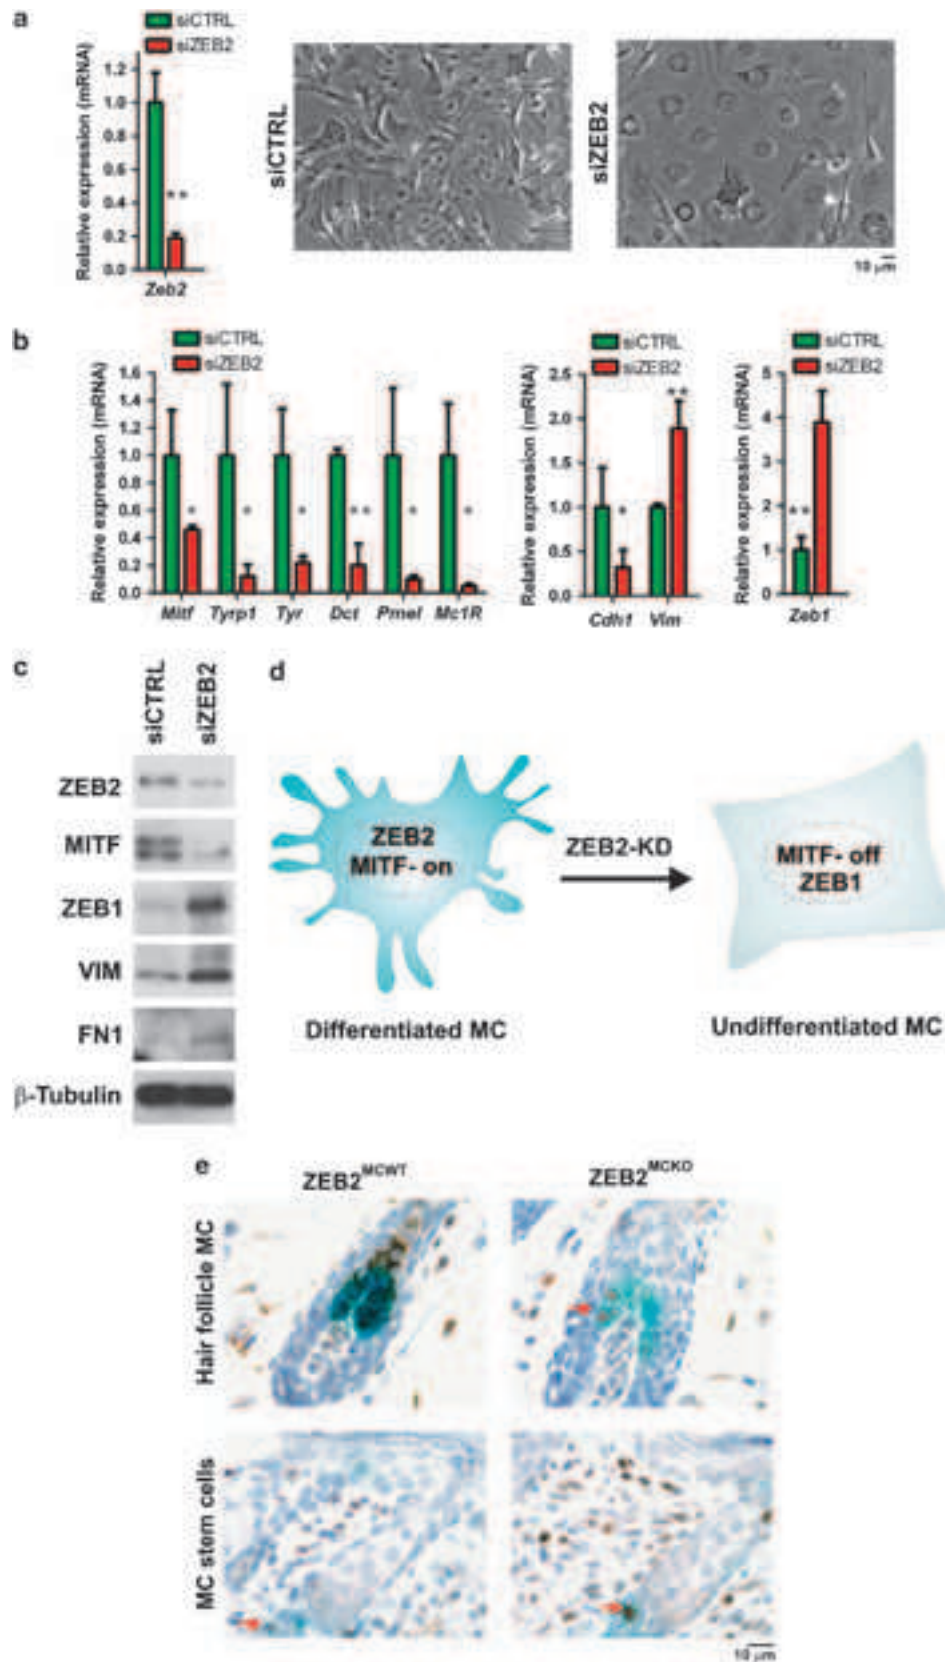 a
siCTRL
siZEB2
Relative expression (mRNA)
1.2
1.0
0.8
0.6
0.4
0.2
0.0
**
Zeb2
siCTRL
siZEB2
10 μm
b
siCTRL
siZEB2
Relative expression (mRNA)
1.6
1.4
1.2
1.0
0.8
0.6
0.4
0.2
0.0
* * * ** * *
Mitf Tyrp1 Tyr Dct Pmel Mc1R
siCTRL
siZEB2
Relative expression (mRNA)
2.5
2.0
1.5
1.0
0.5
0.0
* **
Cdh1 Vim
siCTRL
siZEB2
Relative expression (mRNA)
5
4
3
2
1
0
**
Zeb1
c
siCTRL
siZEB2
ZEB2
MITF
ZEB1
VIM
FN1
β-Tubulin
d
ZEB2
MITF- on
ZEB2-KD
MITF- off
ZEB1
Differentiated MC
Undifferentiated MC
e
ZEB2MCWT
ZEB2MCKO
Hair follicle MC
MC stem cells
10 μm